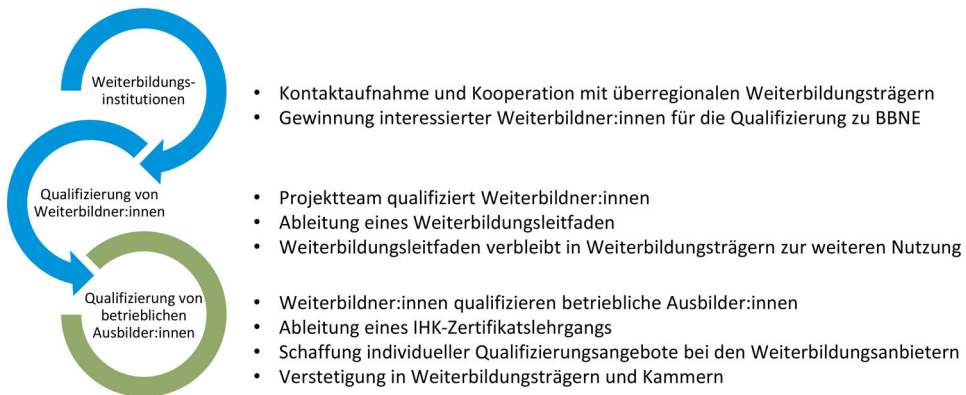 Weiterbildungs-
institutionen
• Kontaktaufnahme und Kooperation mit überregionalen Weiterbildungsträgern
• Gewinnung interessierter Weiterbildner:innen für die Qualifizierung zu BBNE
Qualifizierung von
Weiterbildner:innen
• Projektteam qualifiziert Weiterbildner:innen
• Ableitung eines Weiterbildungsleitfaden
• Weiterbildungsleitfaden verbleibt in Weiterbildungsträgern zur weiteren Nutzung
Qualifizierung von
betrieblichen
Ausbilder:innen
• Weiterbildner:innen qualifizieren betriebliche Ausbilder:innen
• Ableitung eines IHK-Zertifikatslehrgangs
• Schaffung individueller Qualifizierungsangebote bei den Weiterbildungsanbietern
• Verstetigung in Weiterbildungsträgern und Kammern